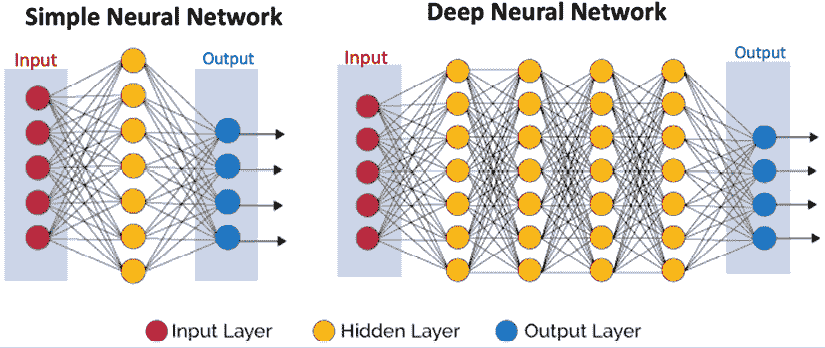 Simple Neural Network
Input
Output
Deep Neural Network
Input
Output
Input Layer
Hidden Layer
Output Layer